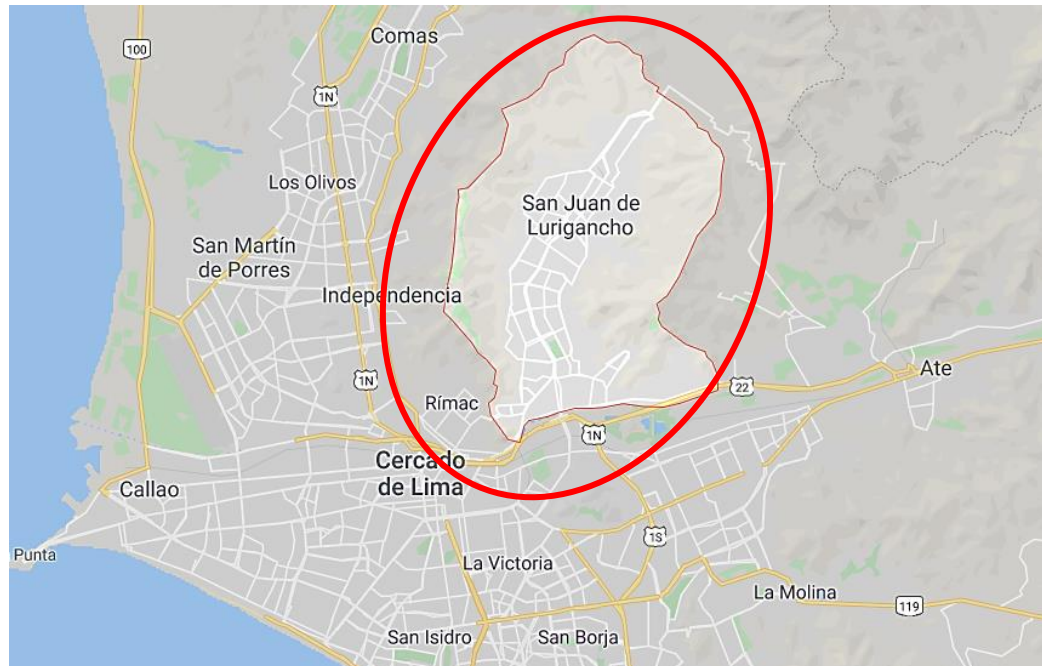 Comas
100
1N
Los Olivos
San Juan de
Lurigancho
San Martín
de Porres
Independencia
1N
Ate
22
Rímac
1N
Cercado
de Lima
Callao
1S
Punta
La Victoria
La Molina
119
San Isidro
San Borja